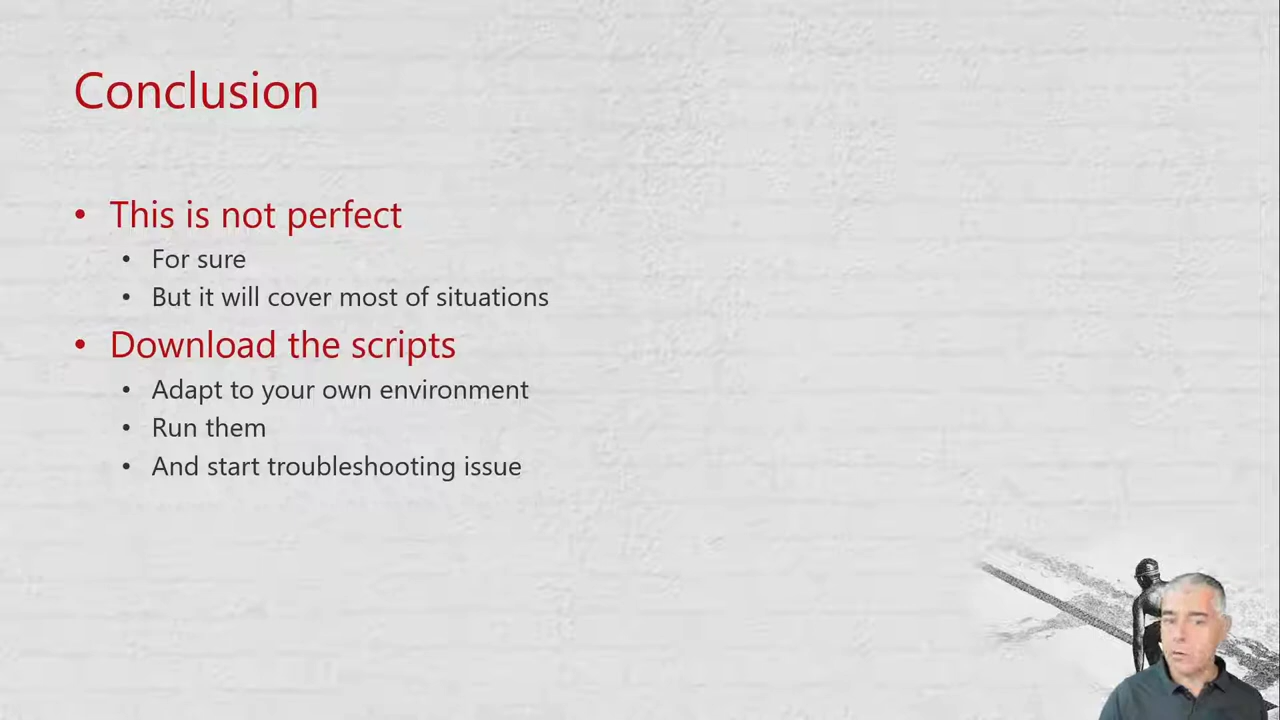 Conclusion
• This is not perfect
• For sure
• But it will cover most of situations
• Download the scripts
• Adapt to your own environment
• Run them
• And start troubleshooting issue